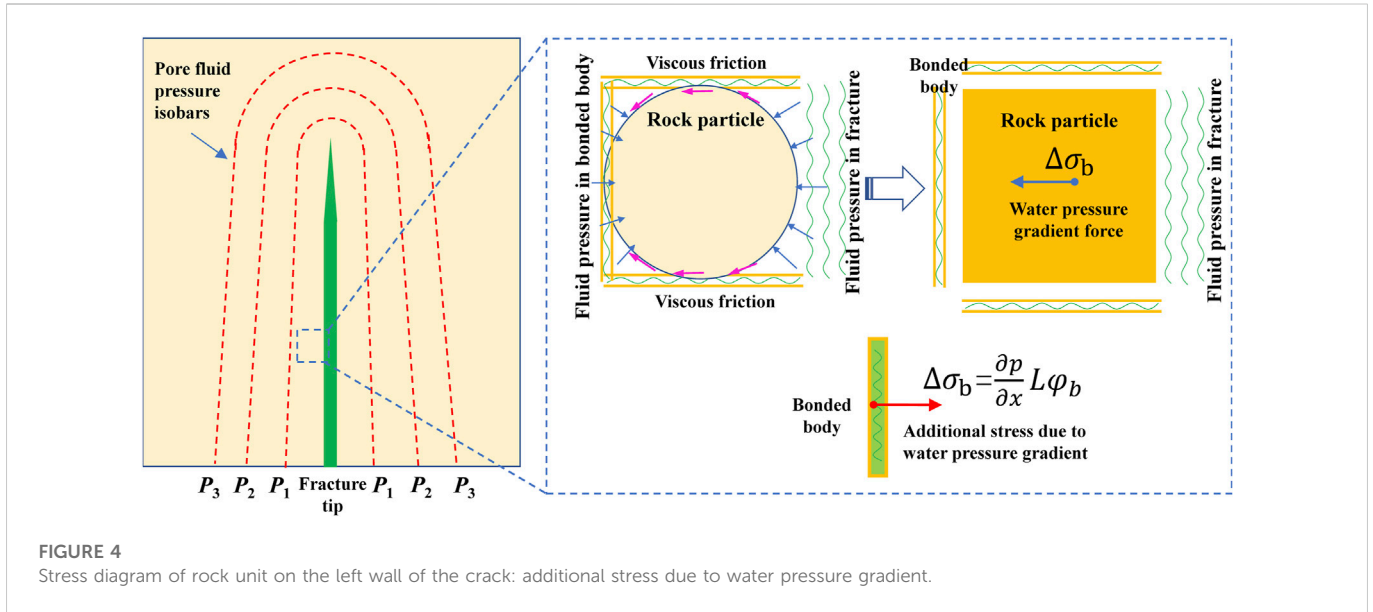 Pore fluid
pressure
isobars
P₃ P₂ P₁ Fracture P₁ P₂ P₃
tip
Viscous friction
Fluid pressure in bonded body
Rock particle
Fluid pressure in fracture
Viscous friction
Bonded
body
Rock particle
Δσ_b
Water pressure
gradient force
Fluid pressure in fracture
Bonded
body
Δσ_b=∂p/∂x Lφ_b
Additional stress due to
water pressure gradient
FIGURE 4
Stress diagram of rock unit on the left wall of the crack: additional stress due to water pressure gradient.